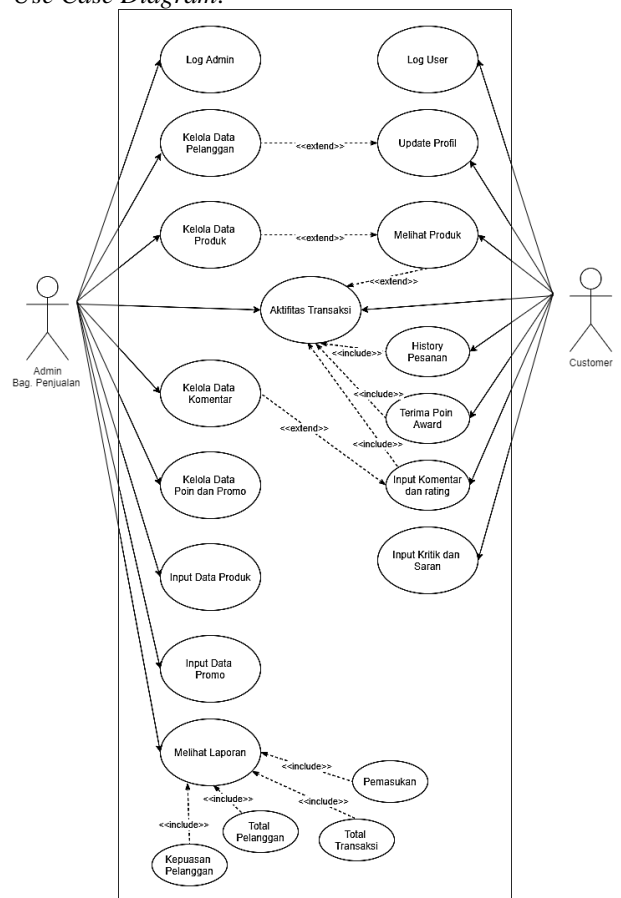 Use Case Diagram:
Log Admin
Log User
Kelola Data
Pelanggan
<<extend>>
Update Profil
Kelola Data
Produk
<<extend>>
Melihat Produk
<<extend>>
Aktifitas Transaksi
Admin
Bag. Penjualan
Customer
<<include>>
History
Pesanan
Kelola Data
Komentar
<<include>>
Terima Poin
Award
<<extend>>
<<include>>
Input Komentar
dan rating
Kelola Data
Poin dan Promo
Input Kritik dan
Saran
Input Data Produk
Input Data
Promo
Melihat Laporan
<<include>>
Pemasukan
<<include>>
<<include>>
<<include>>
Total
Pelanggan
Total
Transaksi
Kepuasan
Pelanggan